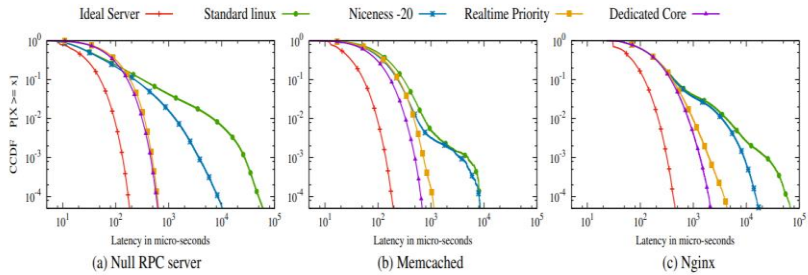 Ideal Server Standard linux Niceness -20 Realtime Priority Dedicated Core
CCDF P[X >= x]
10^0 10^-1 10^-2 10^-3 10^-4
10^1 10^2 10^3 10^4 10^5
Latency in micro-seconds
(a) Null RPC server
10^0 10^-1 10^-2 10^-3 10^-4
10^1 10^2 10^3 10^4 10^5
Latency in micro-seconds
(b) Memcached
10^0 10^-1 10^-2 10^-3 10^-4
10^1 10^2 10^3 10^4 10^5
Latency in micro-seconds
(c) Nginx